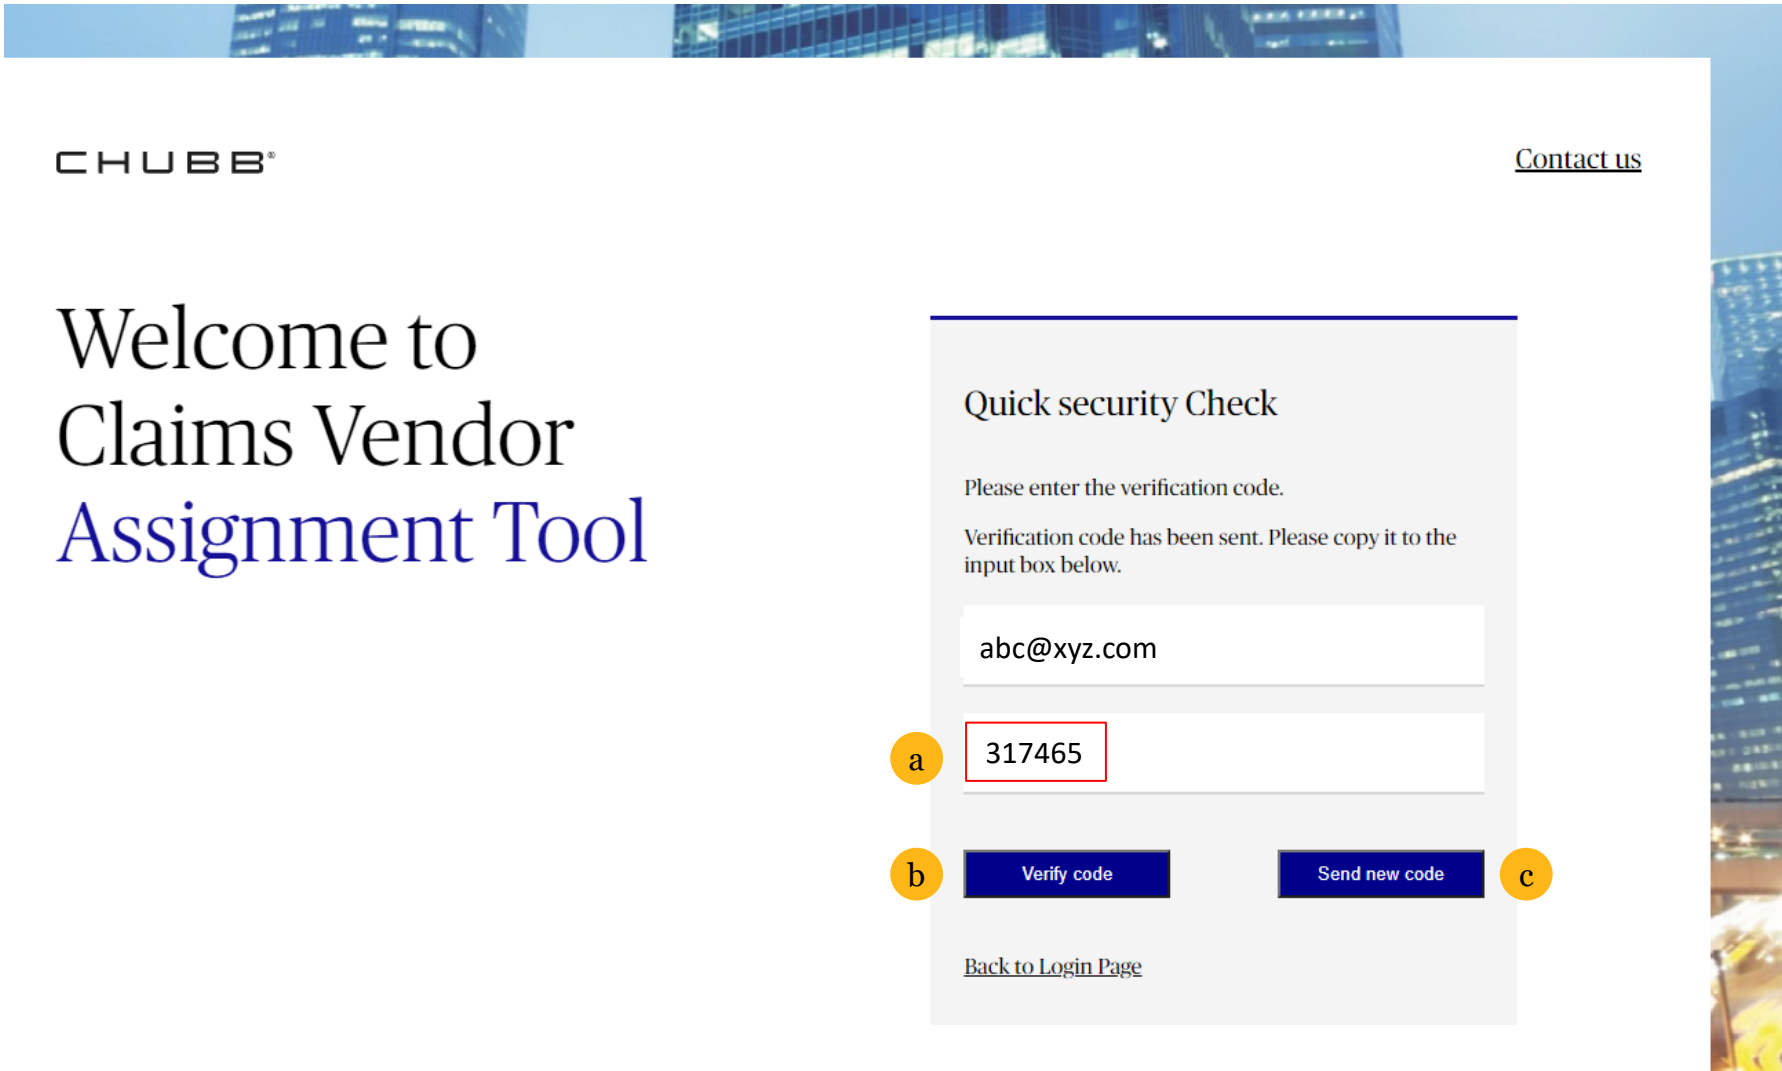 CHUBB®
Contact us
Welcome to
Claims Vendor
Assignment Tool
Quick security Check
Please enter the verification code.
Verification code has been sent. Please copy it to the
input box below.
abc@xyz.com
a
317465
b
Verify code
Send new code
c
Back to Login Page